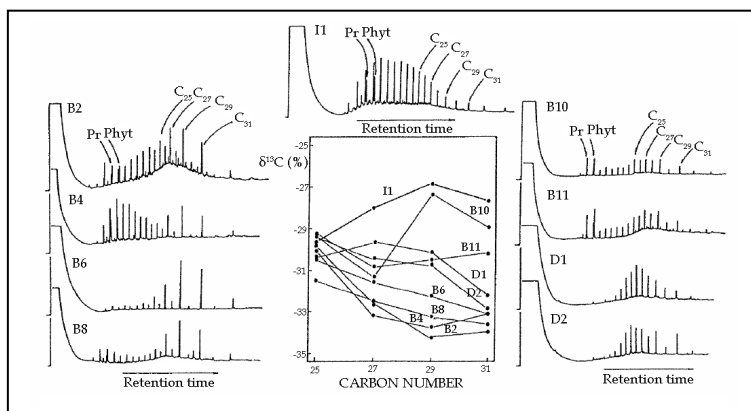 I1
Pr Phyt
C25
C27
C29
C31
Retention time
B2
Pr Phyt
C25 C27
C29
C31
B4
B6
B8
Retention time
δ13C (%)
-25
-27
-29
-31
-33
-35
I1
B10
B11
D1
D2
B6
B8
B4
B2
25 27 29 31
CARBON NUMBER
B10
Pr Phyt
C25
C27 C29 C31
B11
D1
D2
Retention time